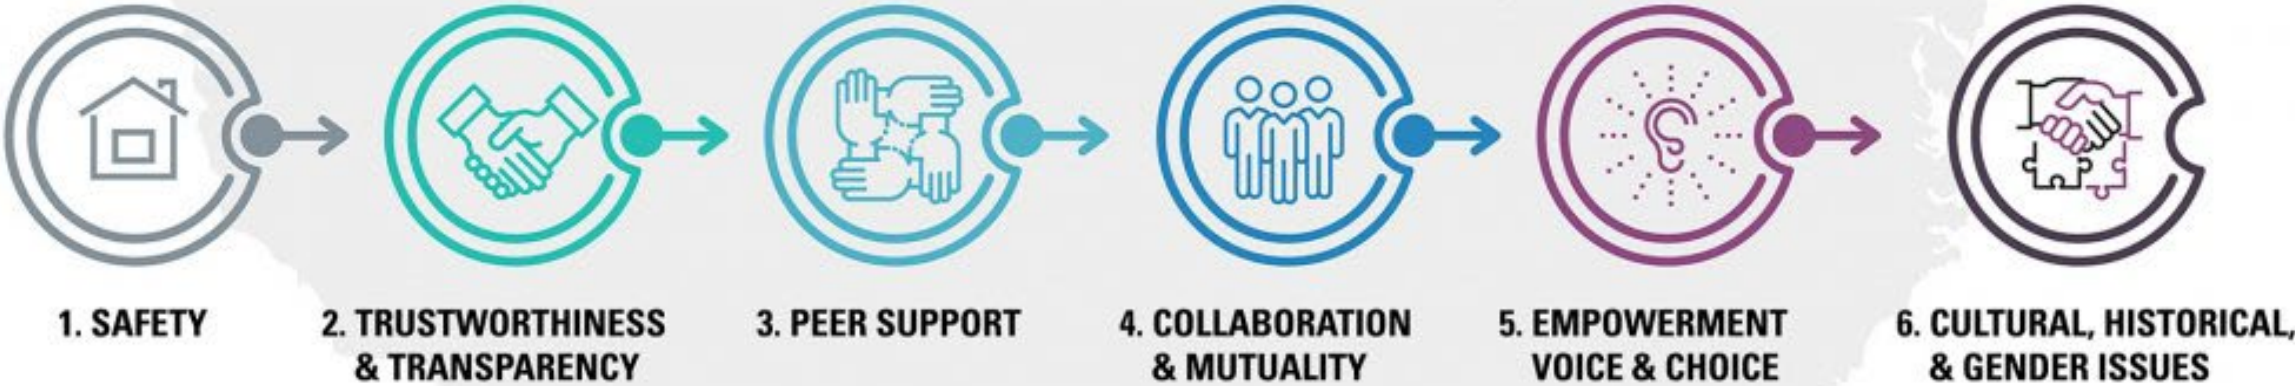 1. SAFETY
2. TRUSTWORTHINESS
& TRANSPARENCY
3. PEER SUPPORT
4. COLLABORATION
& MUTUALITY
5. EMPOWERMENT
VOICE & CHOICE
6. CULTURAL, HISTORICAL,
& GENDER ISSUES